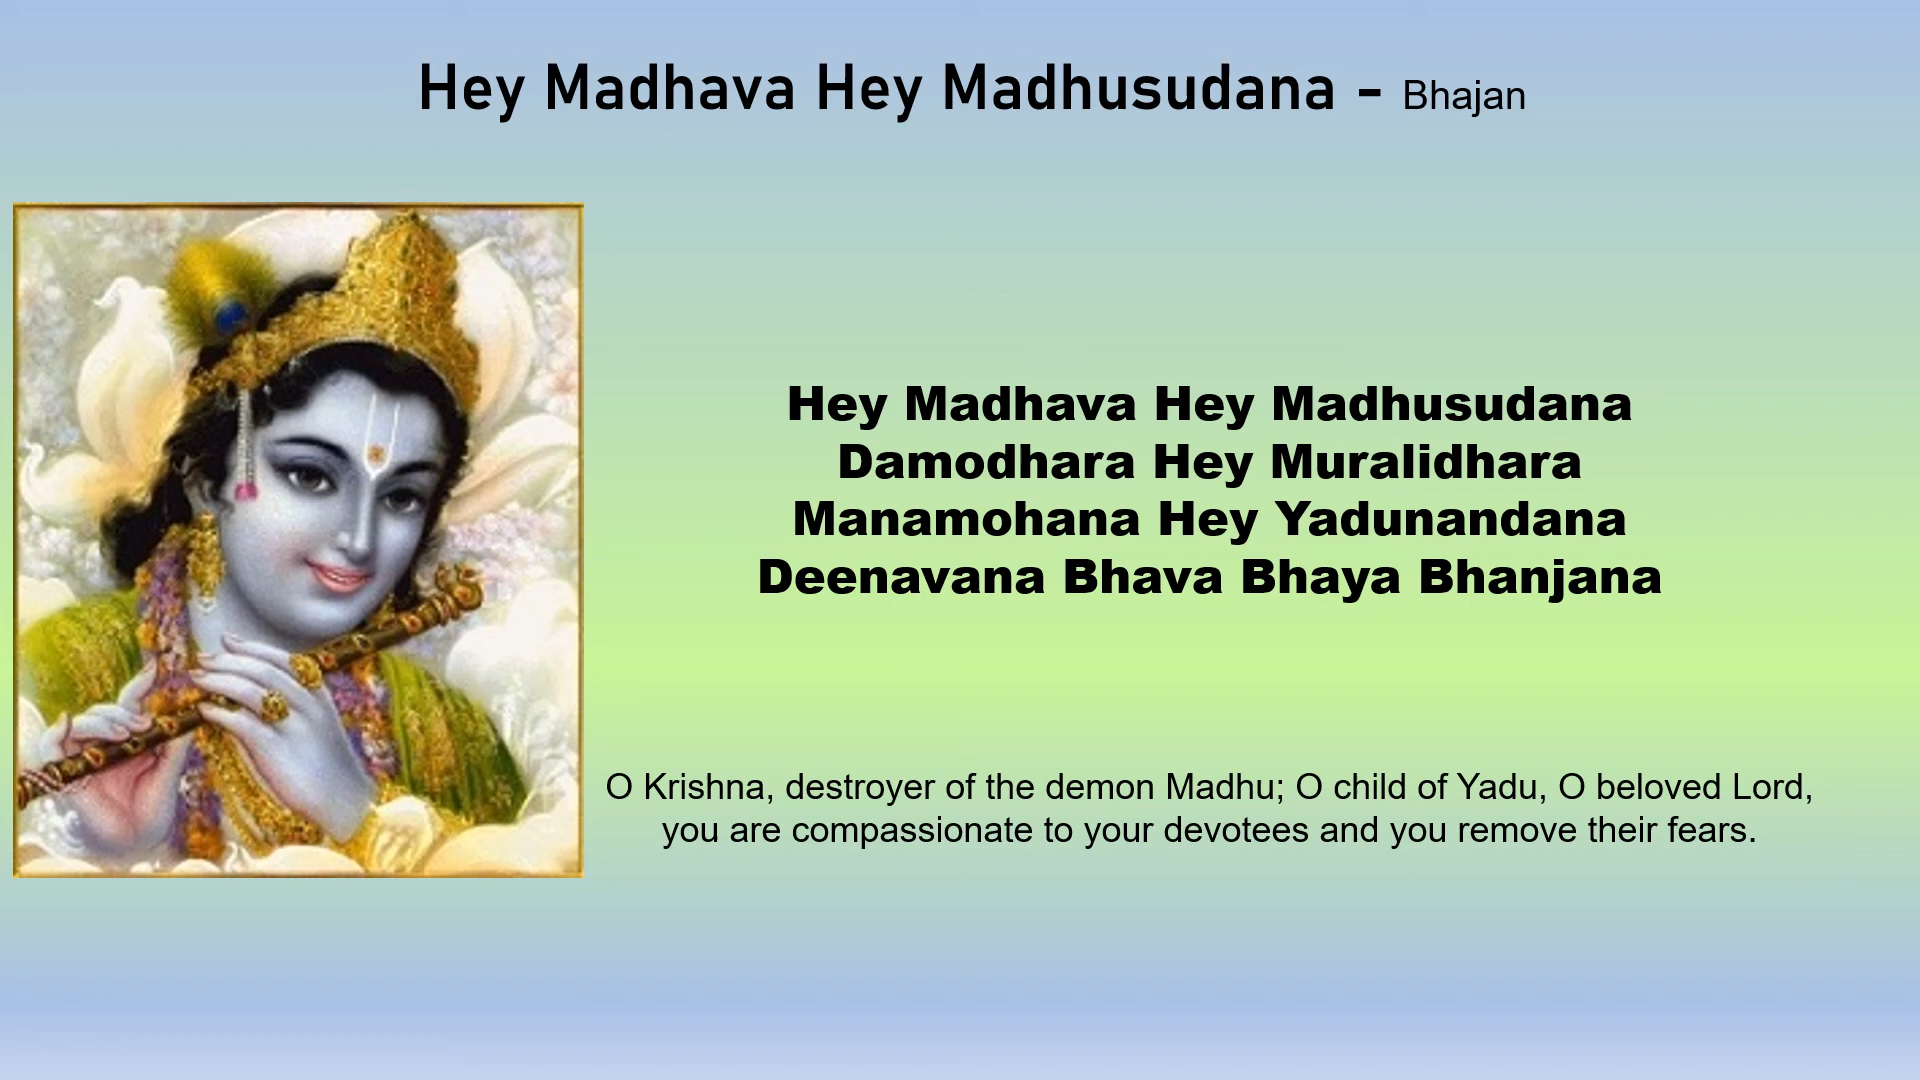 Hey Madhava Hey Madhusudana - Bhajan
Hey Madhava Hey Madhusudana
Damodhara Hey Muralidhara
Manamohana Hey Yadunandana
Deenavana Bhava Bhaya Bhanjana
O Krishna, destroyer of the demon Madhu; O child of Yadu, O beloved Lord,
you are compassionate to your devotees and you remove their fears.